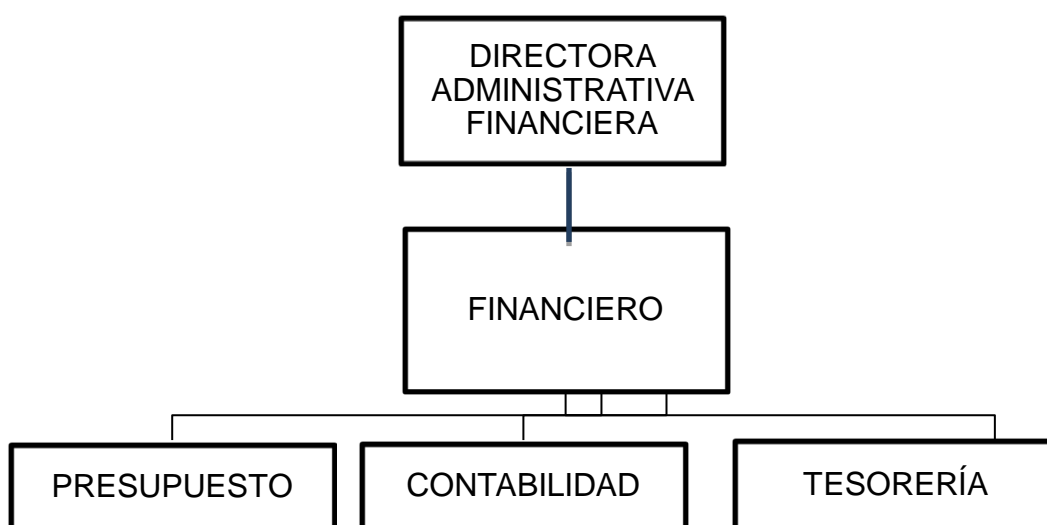 DIRECTORA
ADMINISTRATIVA
FINANCIERA
FINANCIERO
PRESUPUESTO
CONTABILIDAD
TESORERÍA